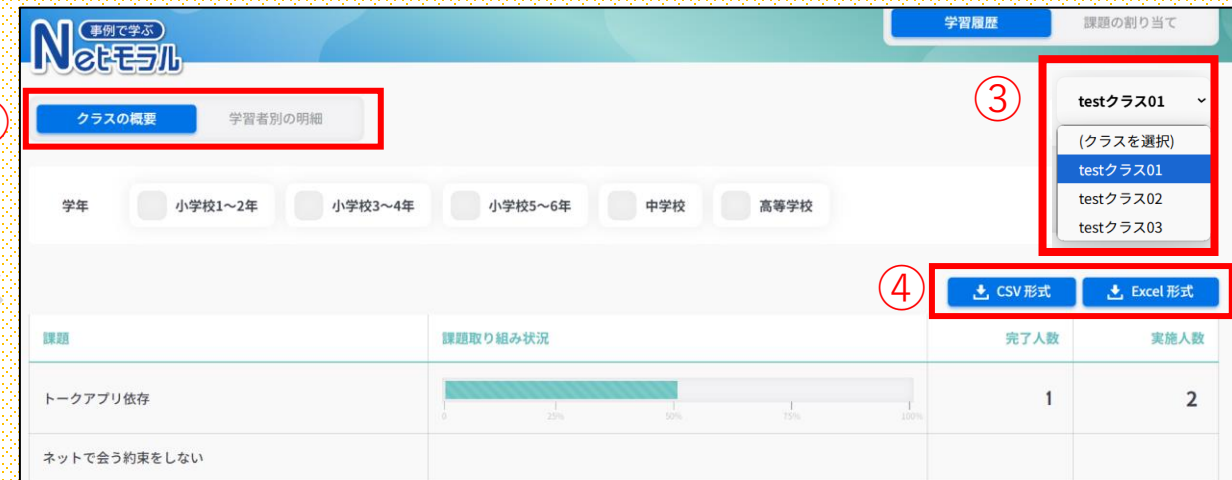 事例で学ぶ
Netモラル
学習履歴
課題の割り当て
クラスの概要
学習者別の明細
③
testクラス01
(クラスを選択)
testクラス01
testクラス02
testクラス03
学年
小学校1～2年
小学校3～4年
小学校5～6年
中学校
高等学校
④
CSV形式
Excel形式
課題
課題取り組み状況
完了人数
実施人数
トークアプリ依存
0
25%
50%
75%
100%
1
2
ネットで会う約束をしない